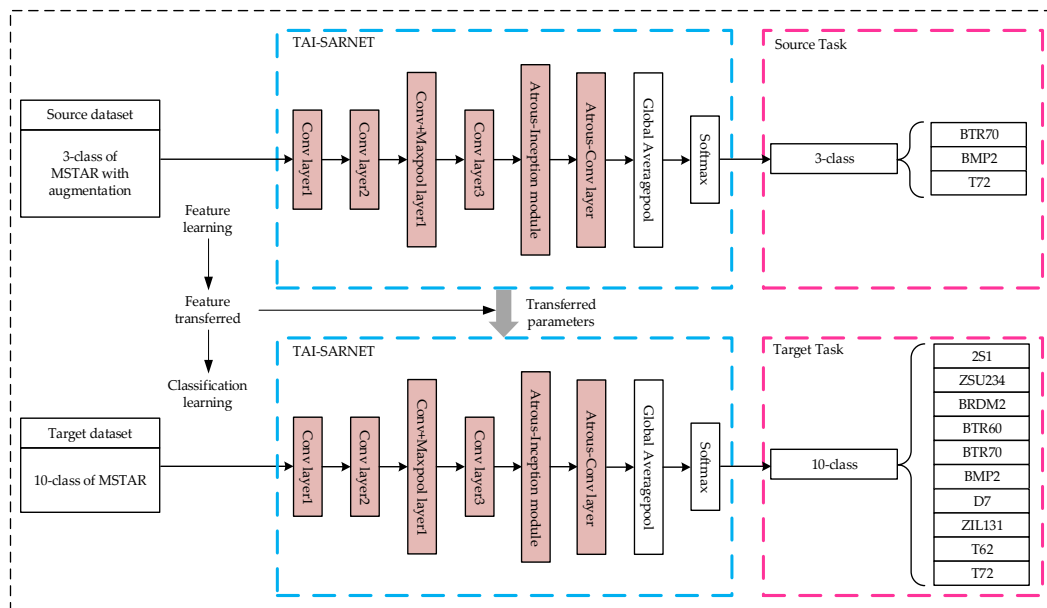 TAI-SARNET
Source Task
Source dataset
3-class of
MSTAR with
augmentation
Conv layer1
Conv layer2
Conv+Maxpool layer1
Conv layer3
Atrous-Inception module
Atrous-Conv layer
Global Averagepool
Softmax
3-class
BTR70
BMP2
T72
Feature
learning
Feature
transferred
Classification
learning
Transferred
parameters
TAI-SARNET
Target Task
Target dataset
10-class of MSTAR
Conv layer1
Conv layer2
Conv+Maxpool layer1
Conv layer3
Atrous-Inception module
Atrous-Conv layer
Global Averagepool
Softmax
10-class
2S1
ZSU234
BRDM2
BTR60
BTR70
BMP2
D7
ZIL131
T62
T72